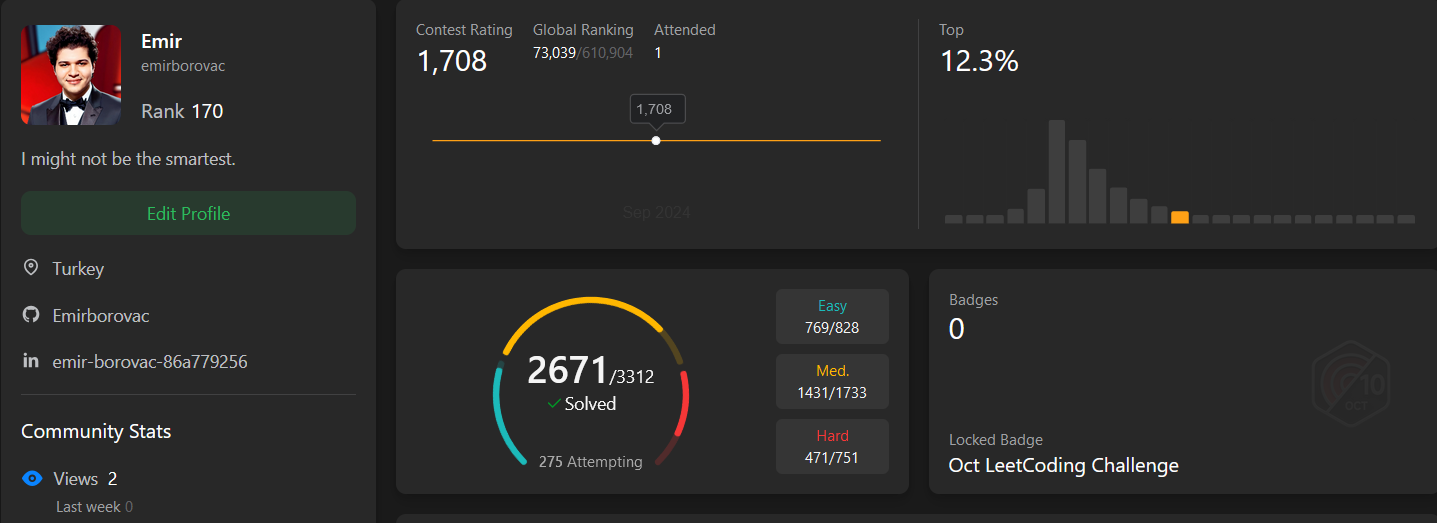 Emir
emirborovac
Rank 170
I might not be the smartest.
Edit Profile
Turkey
Emirborovac
emir-borovac-86a779256
Community Stats
Views 2
Last week 0
Contest Rating
1,708
Global Ranking
73,039/610,904
Attended
1
1,708
Sep 2024
Top
12.3%
2671/3312
Solved
275 Attempting
Easy
769/828
Med.
1431/1733
Hard
471/751
Badges
0
10
OCT
Locked Badge
Oct LeetCoding Challenge